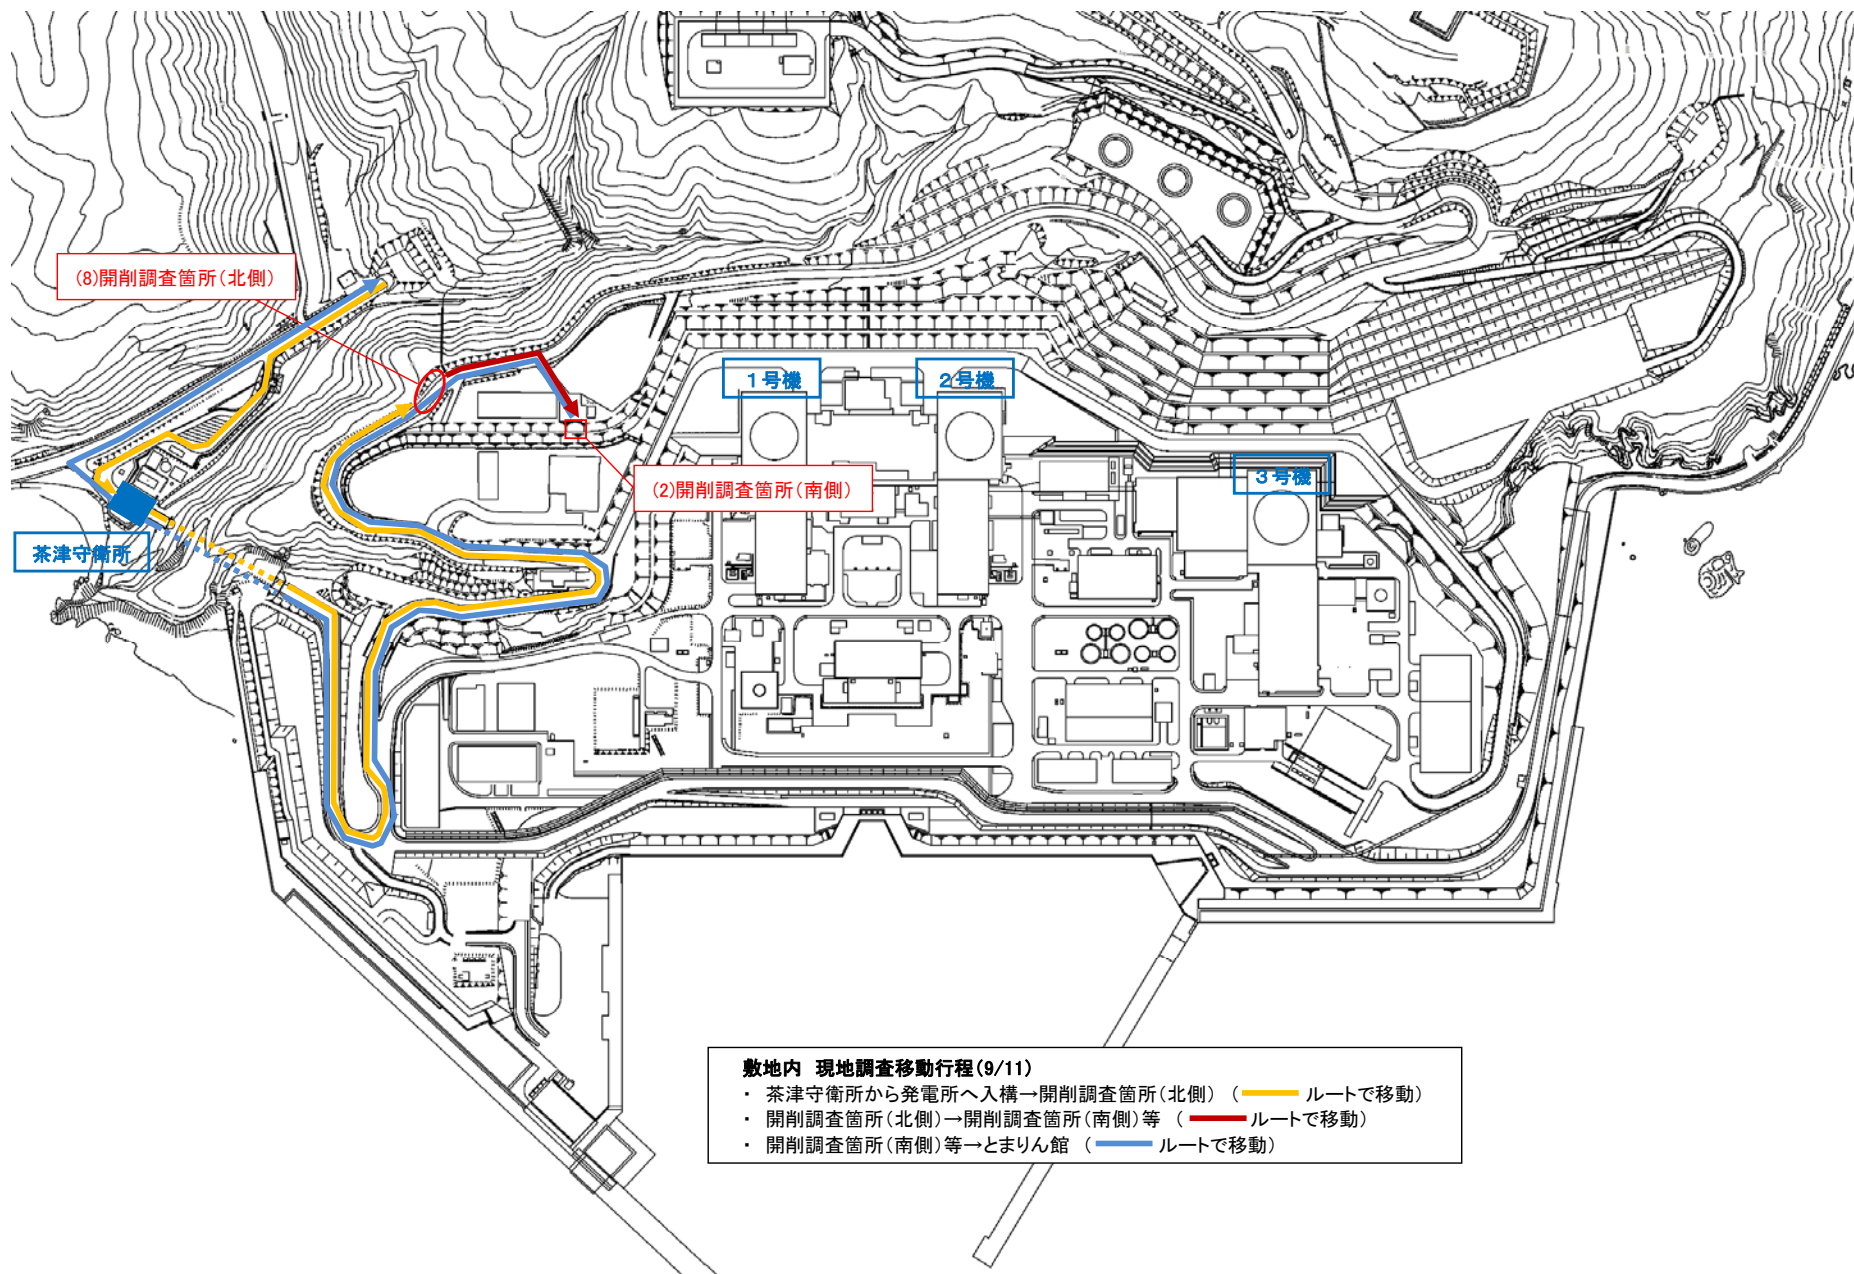 (8)開削調査箇所(北側)
1号機
2号機
3号機
(2)開削調査箇所(南側)
茶津守衛所
敷地内 現地調査移動行程(9/11)
・ 茶津守衛所から発電所へ入構→開削調査箇所(北側) ( ルートで移動)
・ 開削調査箇所(北側)→開削調査箇所(南側)等 ( ルートで移動)
・ 開削調査箇所(南側)等→とまりん館 ( ルートで移動)